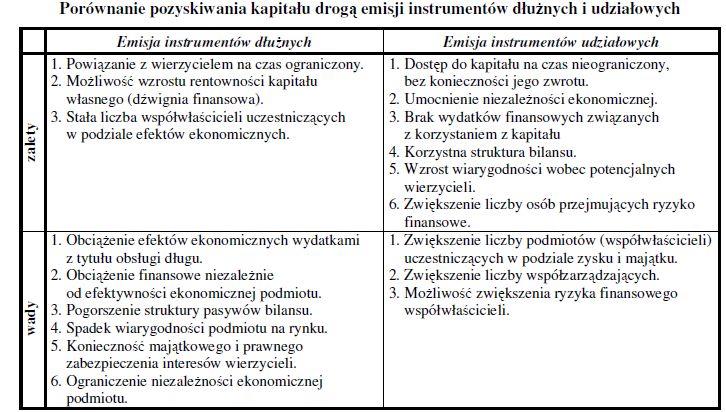 Porównanie pozyskiwania kapitału drogą emisji instrumentów dłużnych i udziałowych
Emisja instrumentów dłużnych
Emisja instrumentów udziałowych
zalety
1. Powiązanie z wierzycielem na czas ograniczony.
2. Możliwość wzrostu rentowności kapitału
własnego (dźwignia finansowa).
3. Stała liczba współwłaścicieli uczestniczących
w podziale efektów ekonomicznych.
1. Dostęp do kapitału na czas nieograniczony,
bez konieczności jego zwrotu.
2. Umocnienie niezależności ekonomicznej.
3. Brak wydatków finansowych związanych
z korzystaniem z kapitału
4. Korzystna struktura bilansu.
5. Wzrost wiarygodności wobec potencjalnych
wierzycieli.
6. Zwiększenie liczby osób przejmujących ryzyko
finansowe.
wady
1. Obciążenie efektów ekonomicznych wydatkami
z tytułu obsługi długu.
2. Obciążenie finansowe niezależnie
od efektywności ekonomicznej podmiotu.
3. Pogorszenie struktury pasywów bilansu.
4. Spadek wiarygodności podmiotu na rynku.
5. Konieczność majątkowego i prawnego
zabezpieczenia interesów wierzycieli.
6. Ograniczenie niezależności ekonomicznej
podmiotu.
1. Zwiększenie liczby podmiotów (współwłaścicieli)
uczestniczących w podziale zysku i majątku.
2. Zwiększenie liczby współzarządzających.
3. Możliwość zwiększenia ryzyka finansowego
współwłaścicieli.